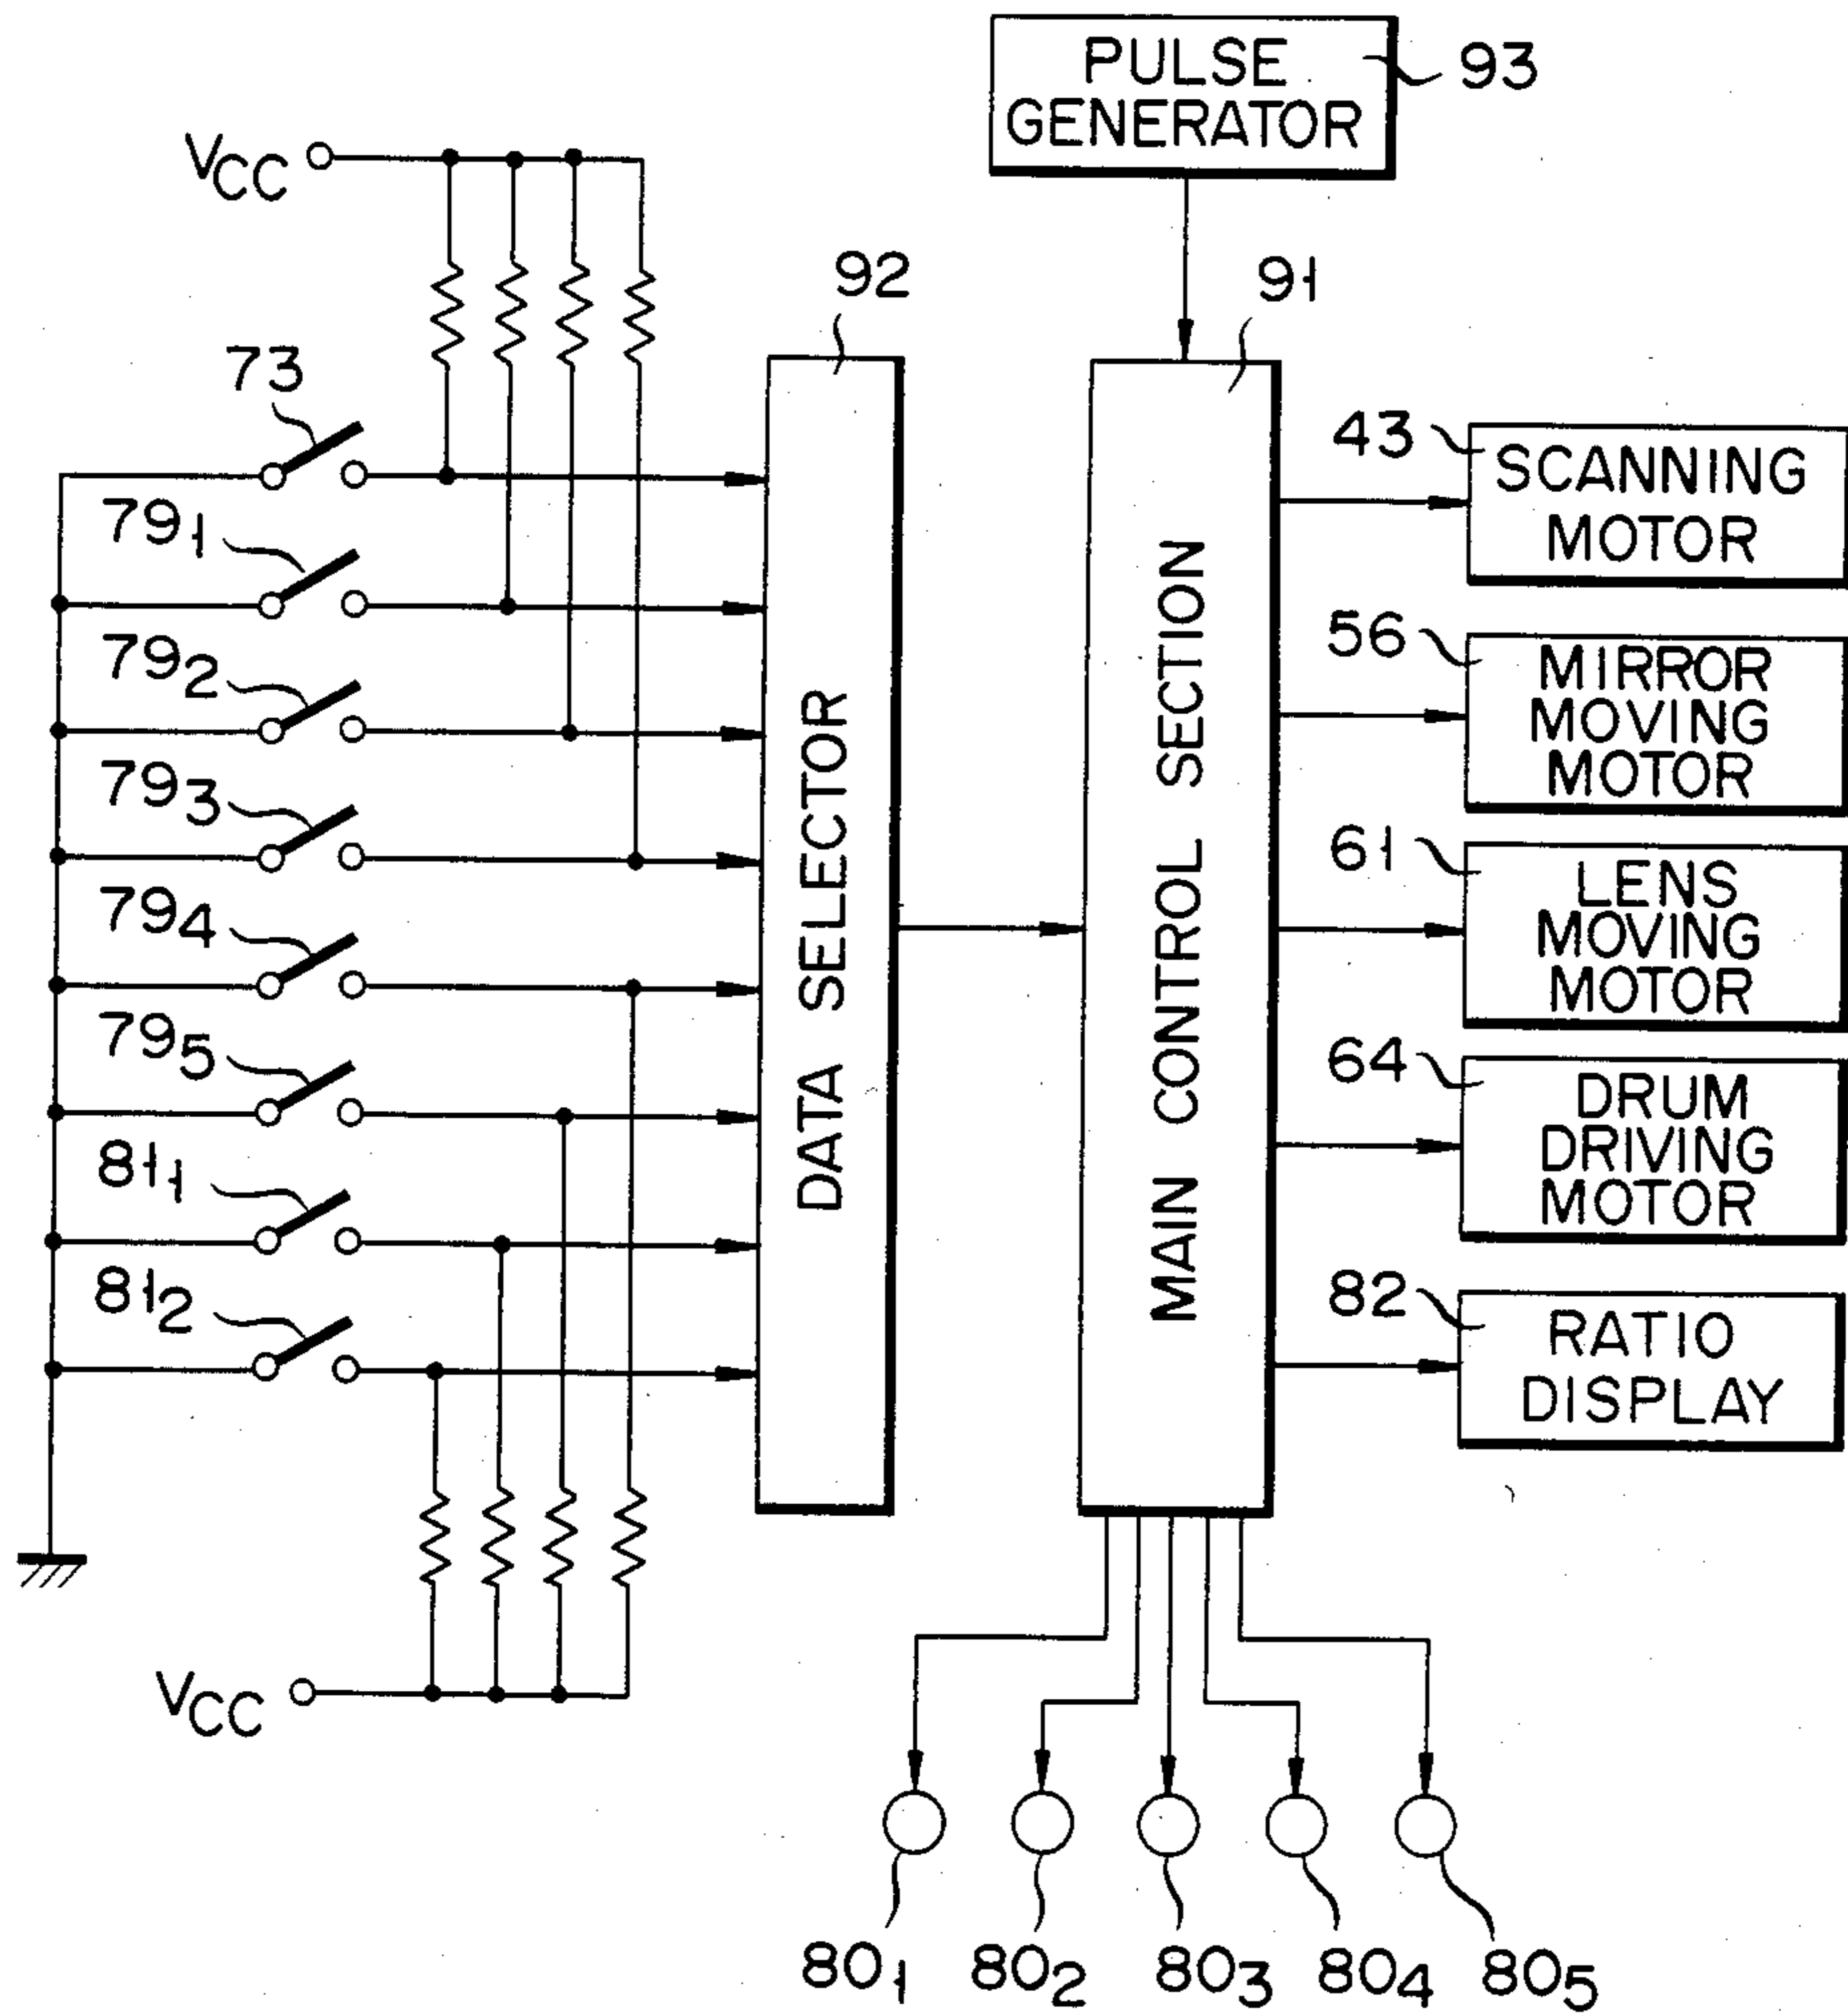 PULSE
GENERATOR
93
VCC
92
91
73
43
SCANNING
MOTOR
79₁
56
MIRROR
MOVING
MOTOR
79₂
79₃
61
LENS
MOVING
MOTOR
79₄
79₅
64
DRUM
DRIVING
MOTOR
81₁
81₂
82
RATIO
DISPLAY
DATA SELECTOR
MAIN CONTROL SECTION
VCC
80₁ 80₂ 80₃ 80₄ 80₅